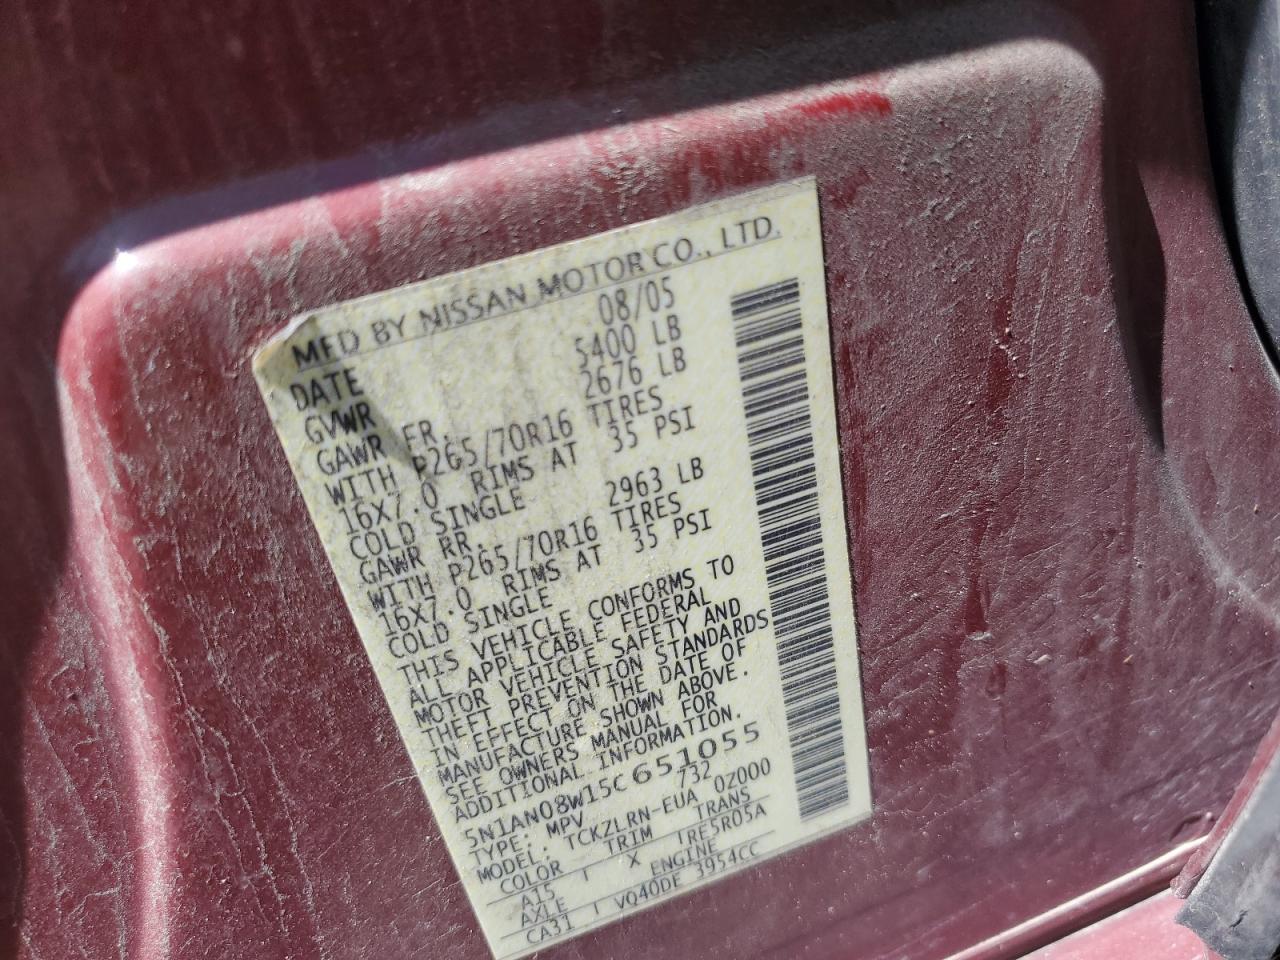 MFD BY NISSAN MOTOR CO., LTD.
DATE 08/05
GVWR 5400 LB
GAWR FR. 2676 LB
WITH P265/70R16 TIRES
16X7.0 RIMS AT 35 PSI
COLD SINGLE
GAWR RR. 2963 LB
WITH P265/70R16 TIRES
16X7.0 RIMS AT 35 PSI
COLD SINGLE
THIS VEHICLE CONFORMS TO
ALL APPLICABLE FEDERAL
MOTOR VEHICLE SAFETY AND
THEFT PREVENTION STANDARDS
IN EFFECT ON THE DATE OF
MANUFACTURE SHOWN ABOVE.
SEE OWNERS MANUAL FOR
ADDITIONAL INFORMATION.
5N1AN08W15C651055
TYPE: MPV 732
MODEL: TCKZLRN-EUA 0Z000
COLOR TRIM TRANS
A15 I X IRE5R05A
AXLE ENGINE
CA31 I VQ40DE 3954CC